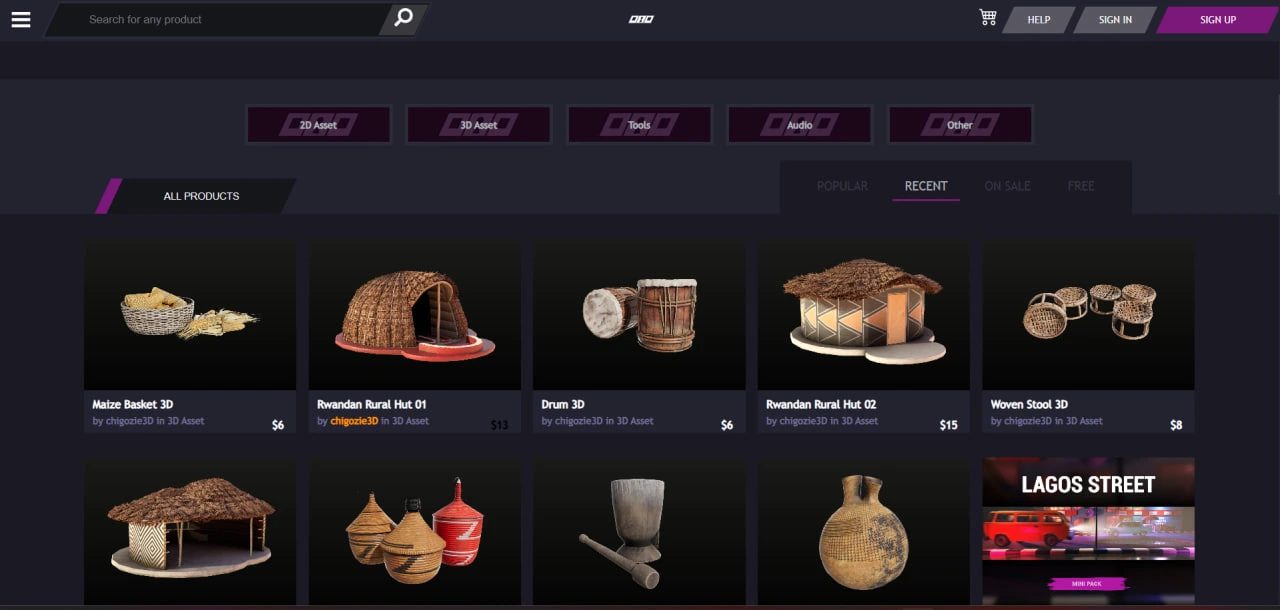 Search for any product
HELP
SIGN IN
SIGN UP
2D Asset
3D Asset
Tools
Audio
Other
ALL PRODUCTS
POPULAR
RECENT
ON SALE
FREE
Maize Basket 3D
by chigozie3D in 3D Asset
$6
Rwandan Rural Hut 01
by chigozie3D in 3D Asset
$13
Drum 3D
by chigozie3D in 3D Asset
$6
Rwandan Rural Hut 02
by chigozie3D in 3D Asset
$15
Woven Stool 3D
by chigozie3D in 3D Asset
$8
LAGOS STREET
MINI PACK